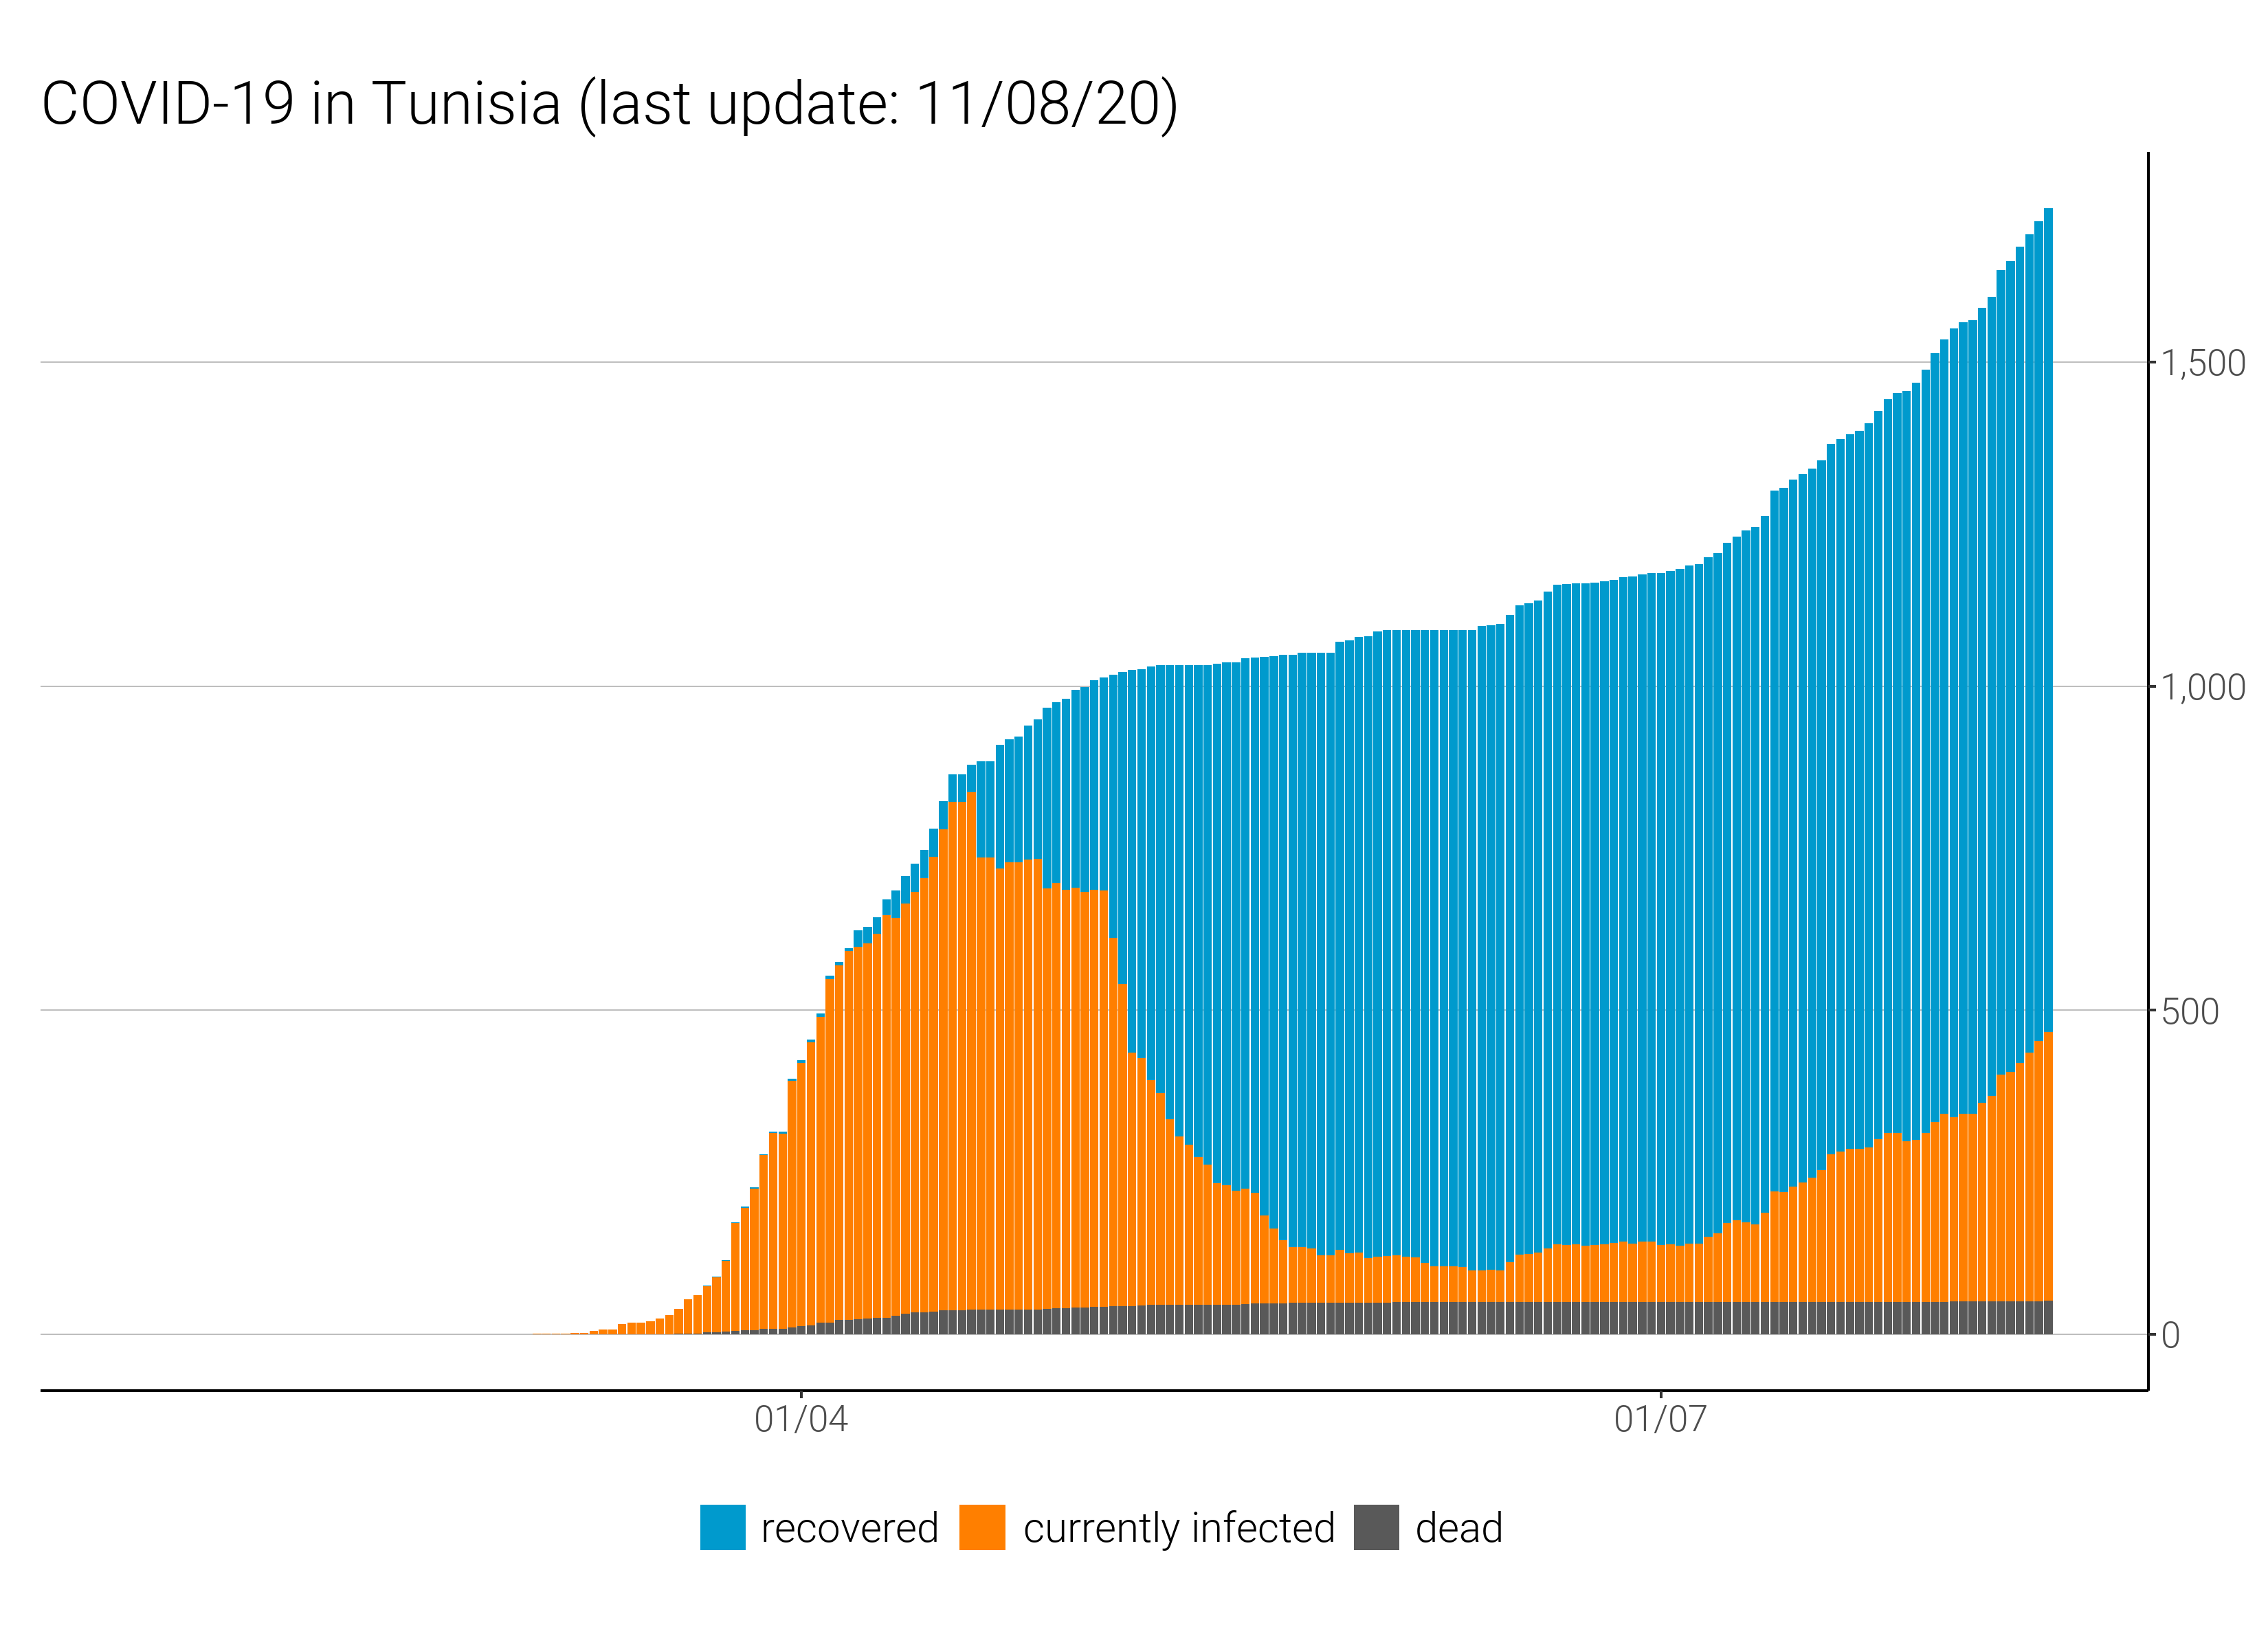 COVID-19 in Tunisia (last update: 11/08/20)
1,500
1,000
500
0
01/04 01/07
recovered currently infected dead